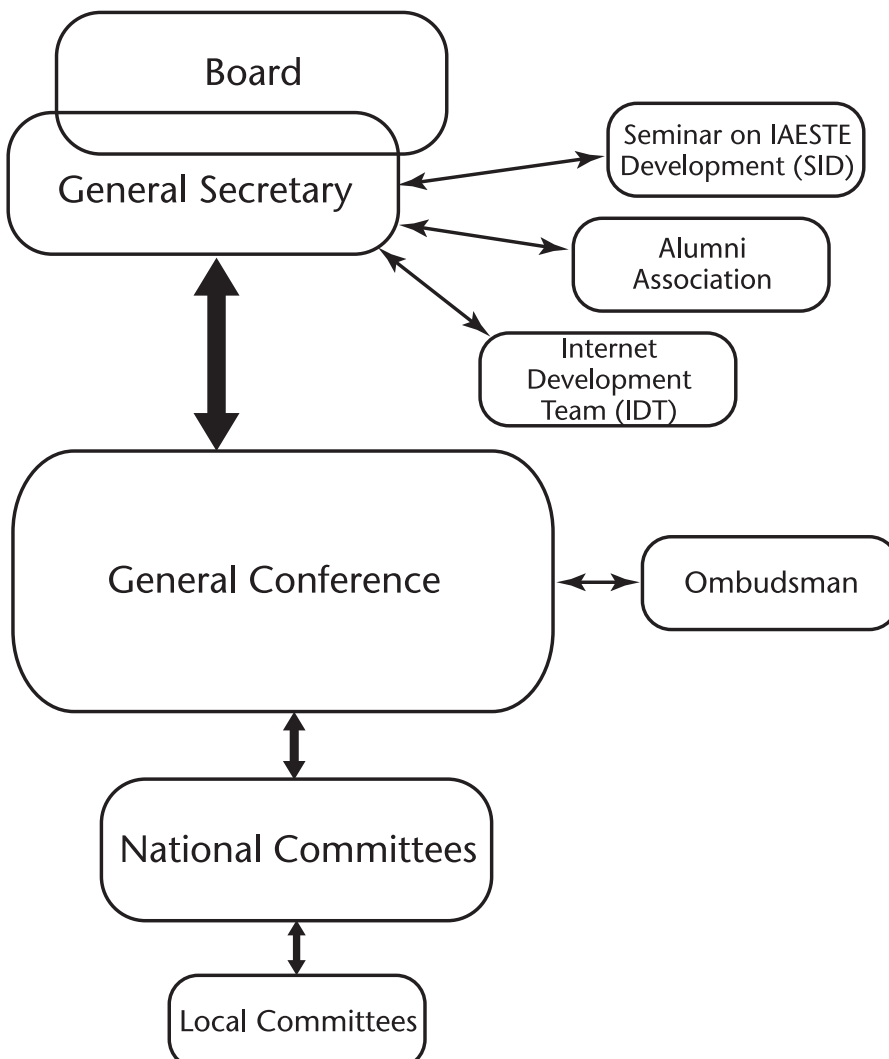 Board
General Secretary
Seminar on IAESTE
Development (SID)
Alumni
Association
Internet
Development
Team (IDT)
General Conference
Ombudsman
National Committees
Local Committees